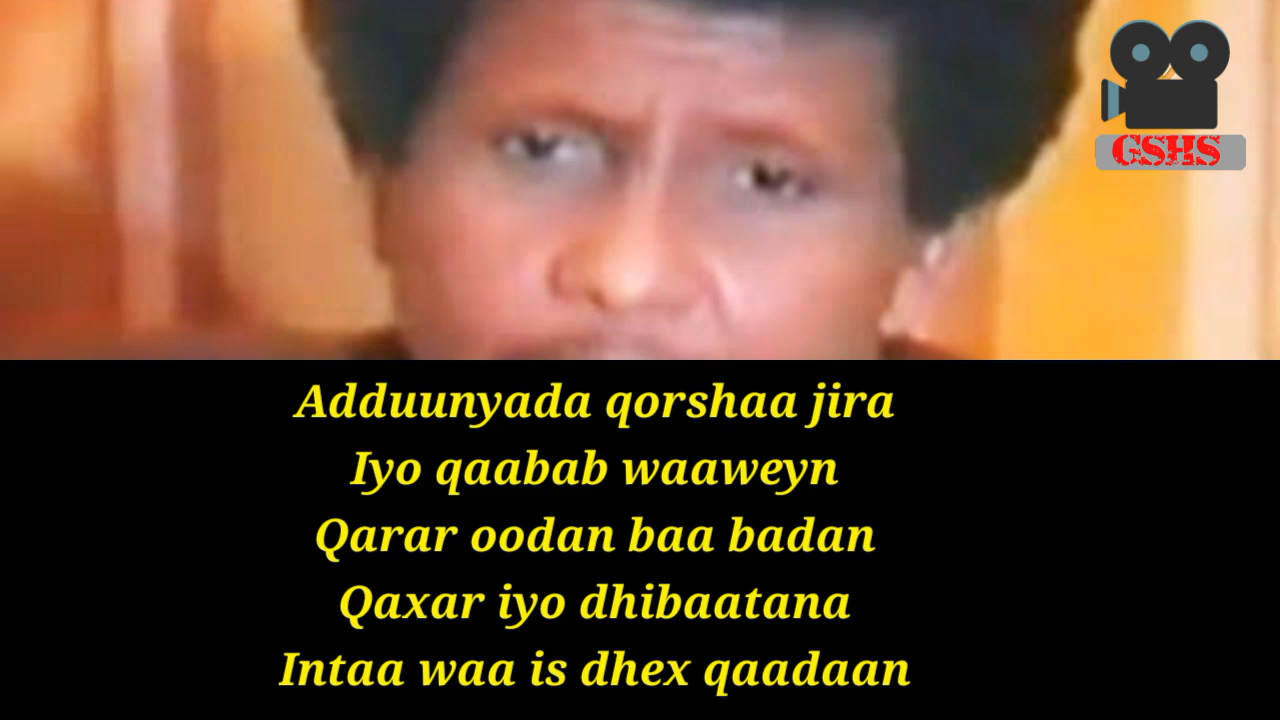 GSHS
Adduunyada qorshaa jira
Iyo qaabab waaweyn
Qarar oodan baa badan
Qaxar iyo dhibaatana
Intaa waa is dhex qaadaan